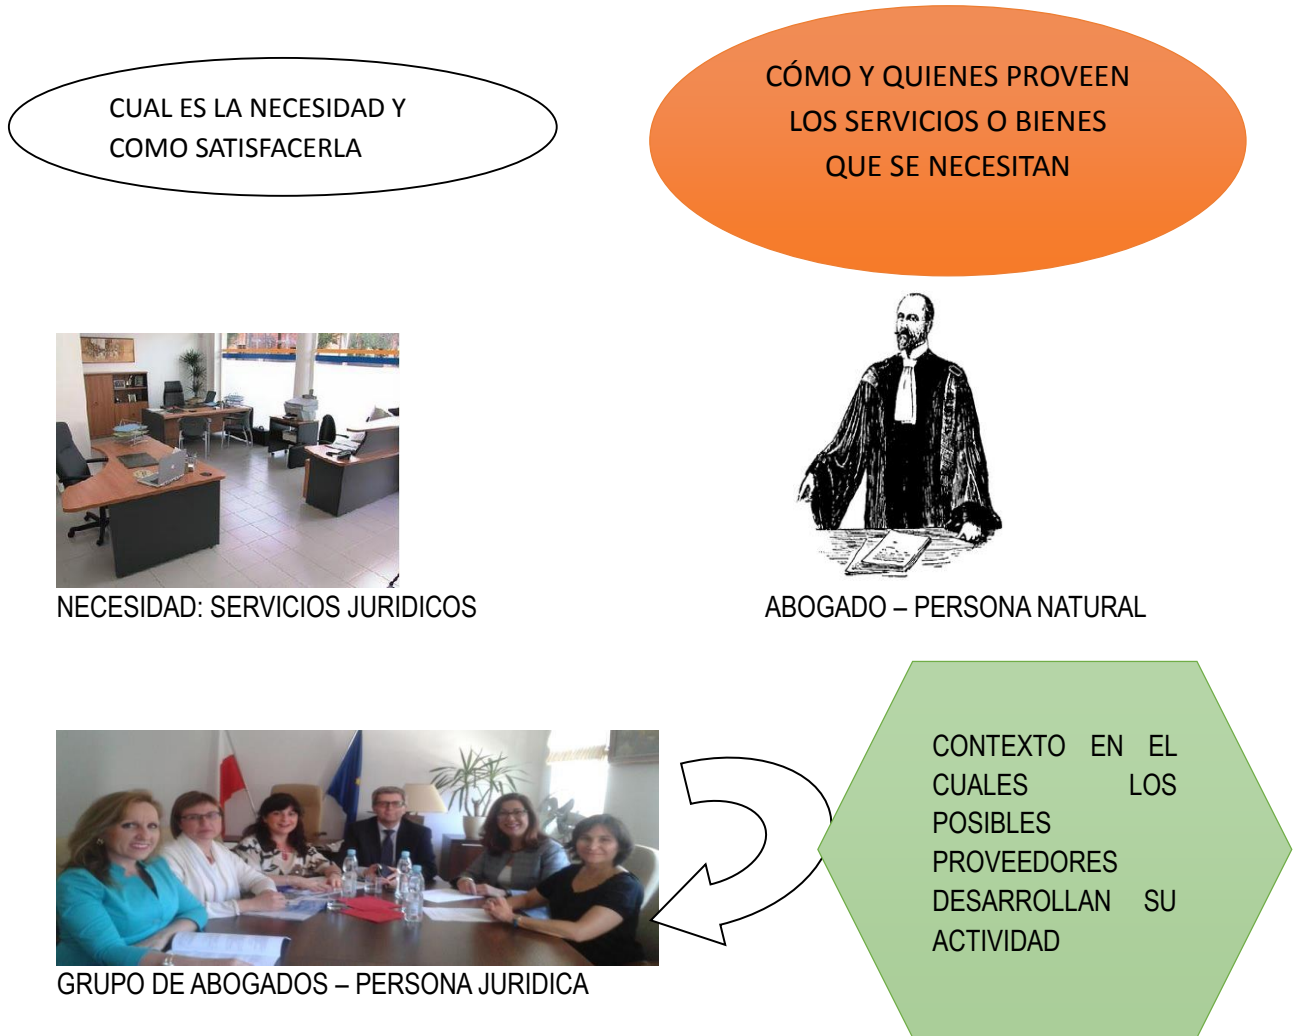 CUAL ES LA NECESIDAD Y
COMO SATISFACERLA
CÓMO Y QUIENES PROVEEN
LOS SERVICIOS O BIENES
QUE SE NECESITAN
NECESIDAD: SERVICIOS JURIDICOS
ABOGADO – PERSONA NATURAL
GRUPO DE ABOGADOS – PERSONA JURIDICA
CONTEXTO EN EL
CUALES LOS
POSIBLES
PROVEEDORES
DESARROLLAN SU
ACTIVIDAD